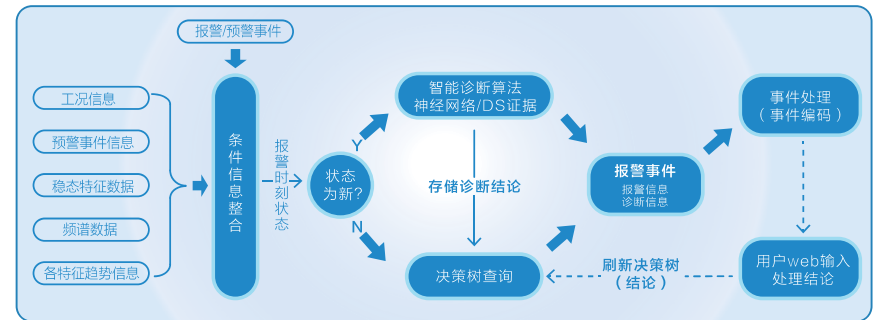 报警/预警事件
工况信息
预警事件信息
稳态特征数据
频谱数据
各特征趋势信息
条件信息整合
报警时刻状态
状态
为新?
Y
N
智能诊断算法
神经网络/DS证据
存储诊断结论
决策树查询
报警事件
报警信息
诊断信息
事件处理
（事件编码）
用户web输入
处理结论
刷新决策树
（结论）